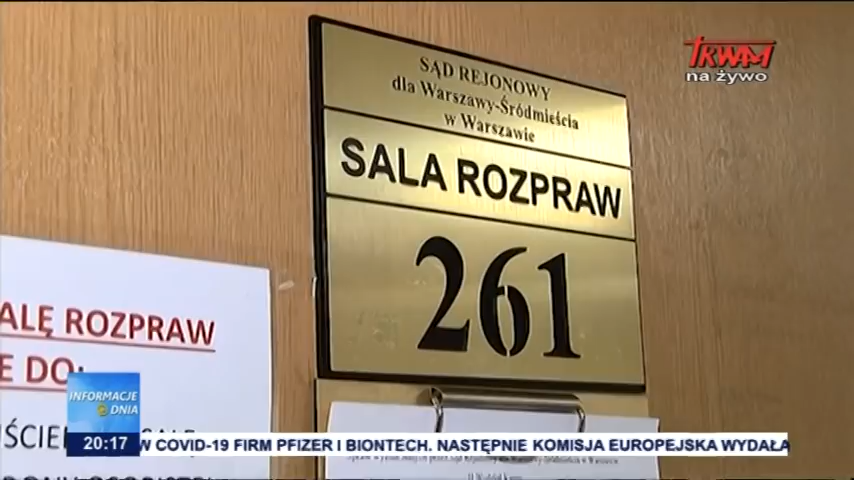 TRWAM
na żywo
SĄD REJONOWY
dla Warszawy-Śródmieścia
w Warszawie
SALA ROZPRAW
261
ALĘ ROZPRAW
E DO:
INFORMACJE
DNIA
20:17
W COVID-19 FIRM PFIZER I BIONTECH. NASTĘPNIE KOMISJA EUROPEJSKA WYDAŁA